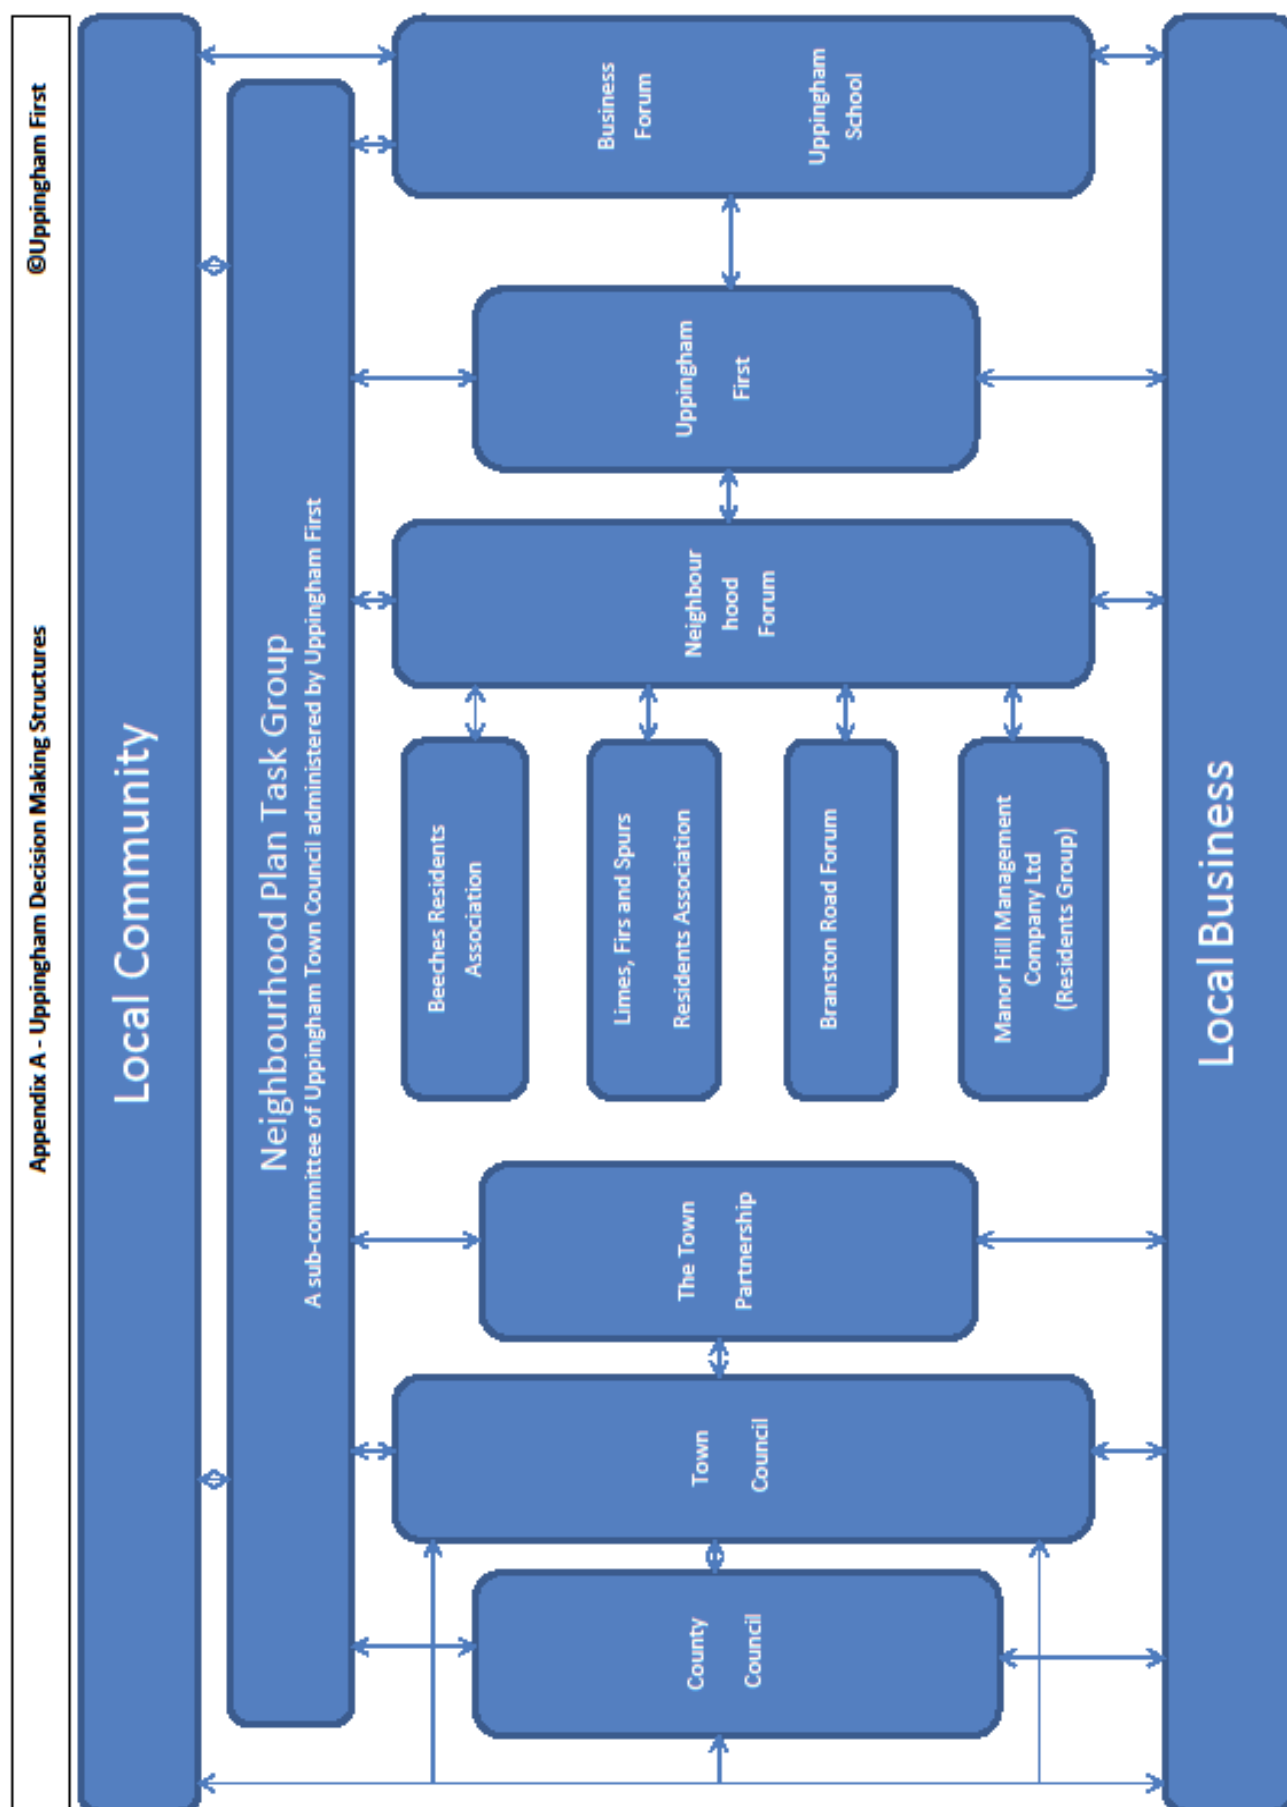 Appendix A - Uppingham Decision Making Structures
©Uppingham First
Local Community
Neighbourhood Plan Task Group
A sub-committee of Uppingham Town Council administered by Uppingham First
County
Council
Town
Council
The Town
Partnership
Beeches Residents
Association
Limes, Firs and Spurs
Residents Association
Branston Road Forum
Manor Hill Management
Company Ltd
(Residents Group)
Neighbour
hood
Forum
Uppingham
First
Business
Forum
Uppingham
School
Local Business